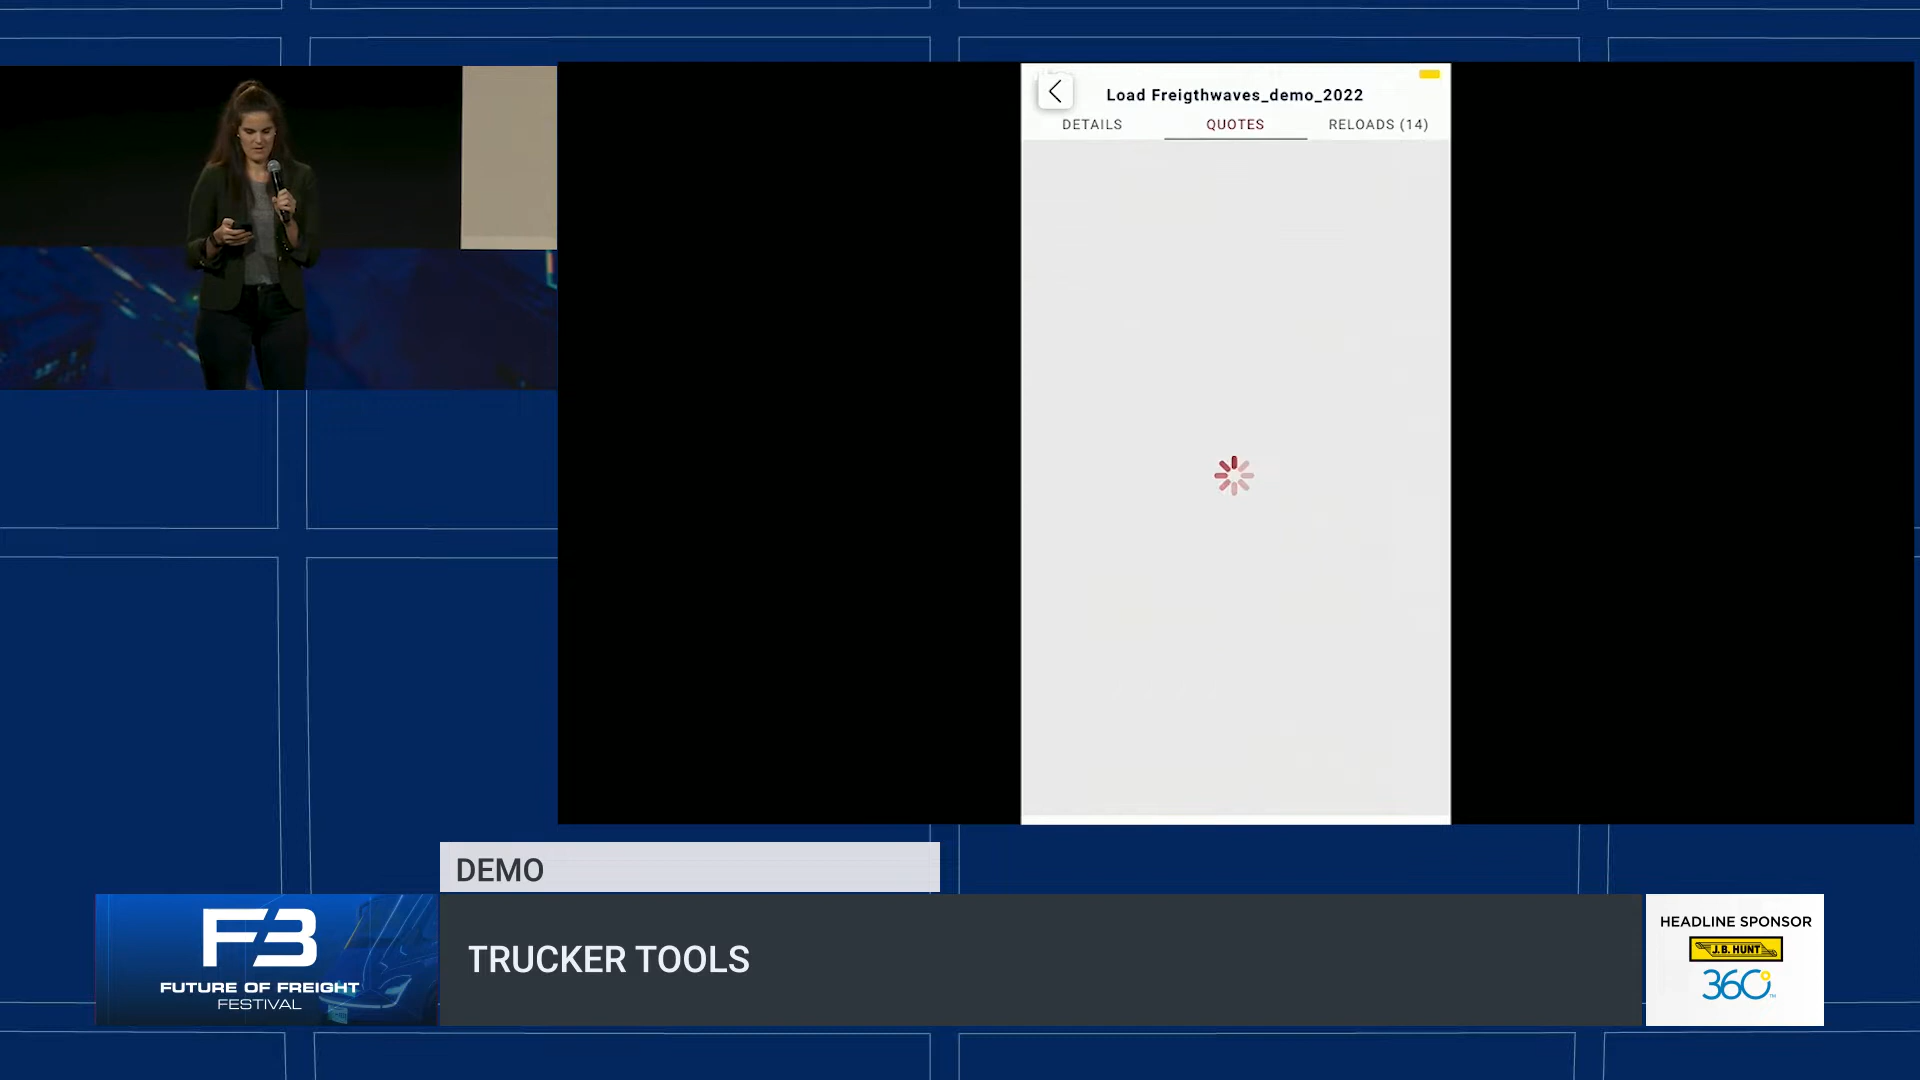 Load Freigthwaves_demo_2022
DETAILS
QUOTES
RELOADS (14)
DEMO
TRUCKER TOOLS
F3
FUTURE OF FREIGHT
FESTIVAL
HEADLINE SPONSOR
J.B. HUNT
360°